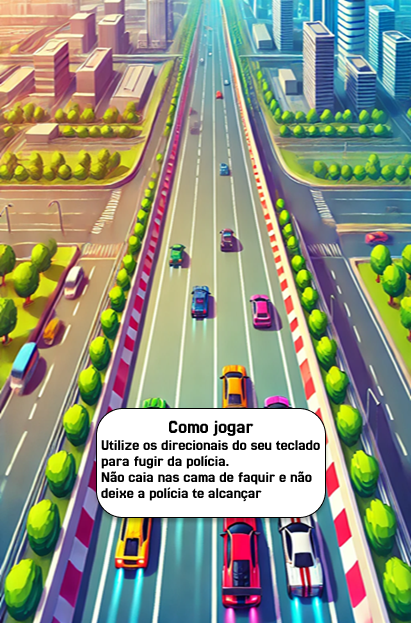 Como jogar
Utilize os direcionais do seu teclado
para fugir da polícia.
Não caia nas cama de faquir e não
deixe a polícia te alcançar